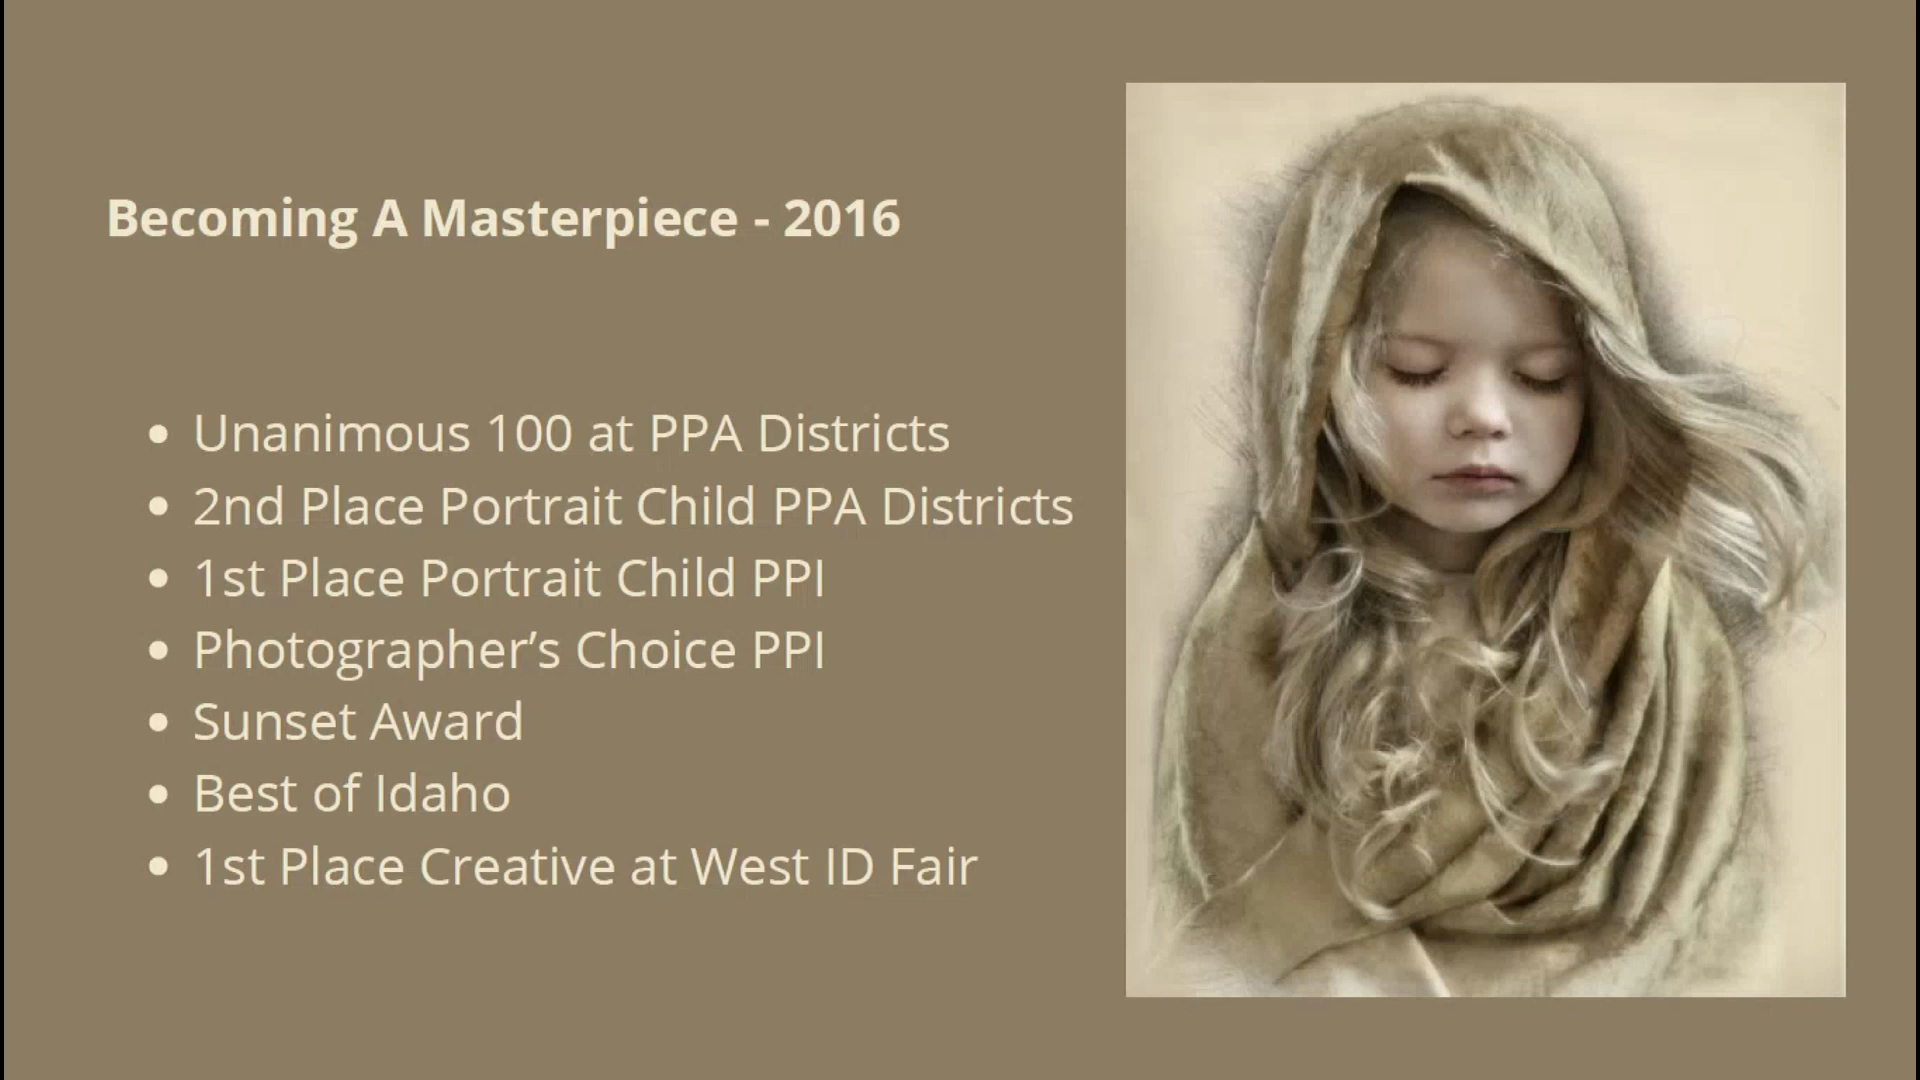 Becoming A Masterpiece - 2016
• Unanimous 100 at PPA Districts
• 2nd Place Portrait Child PPA Districts
• 1st Place Portrait Child PPI
• Photographer’s Choice PPI
• Sunset Award
• Best of Idaho
• 1st Place Creative at West ID Fair